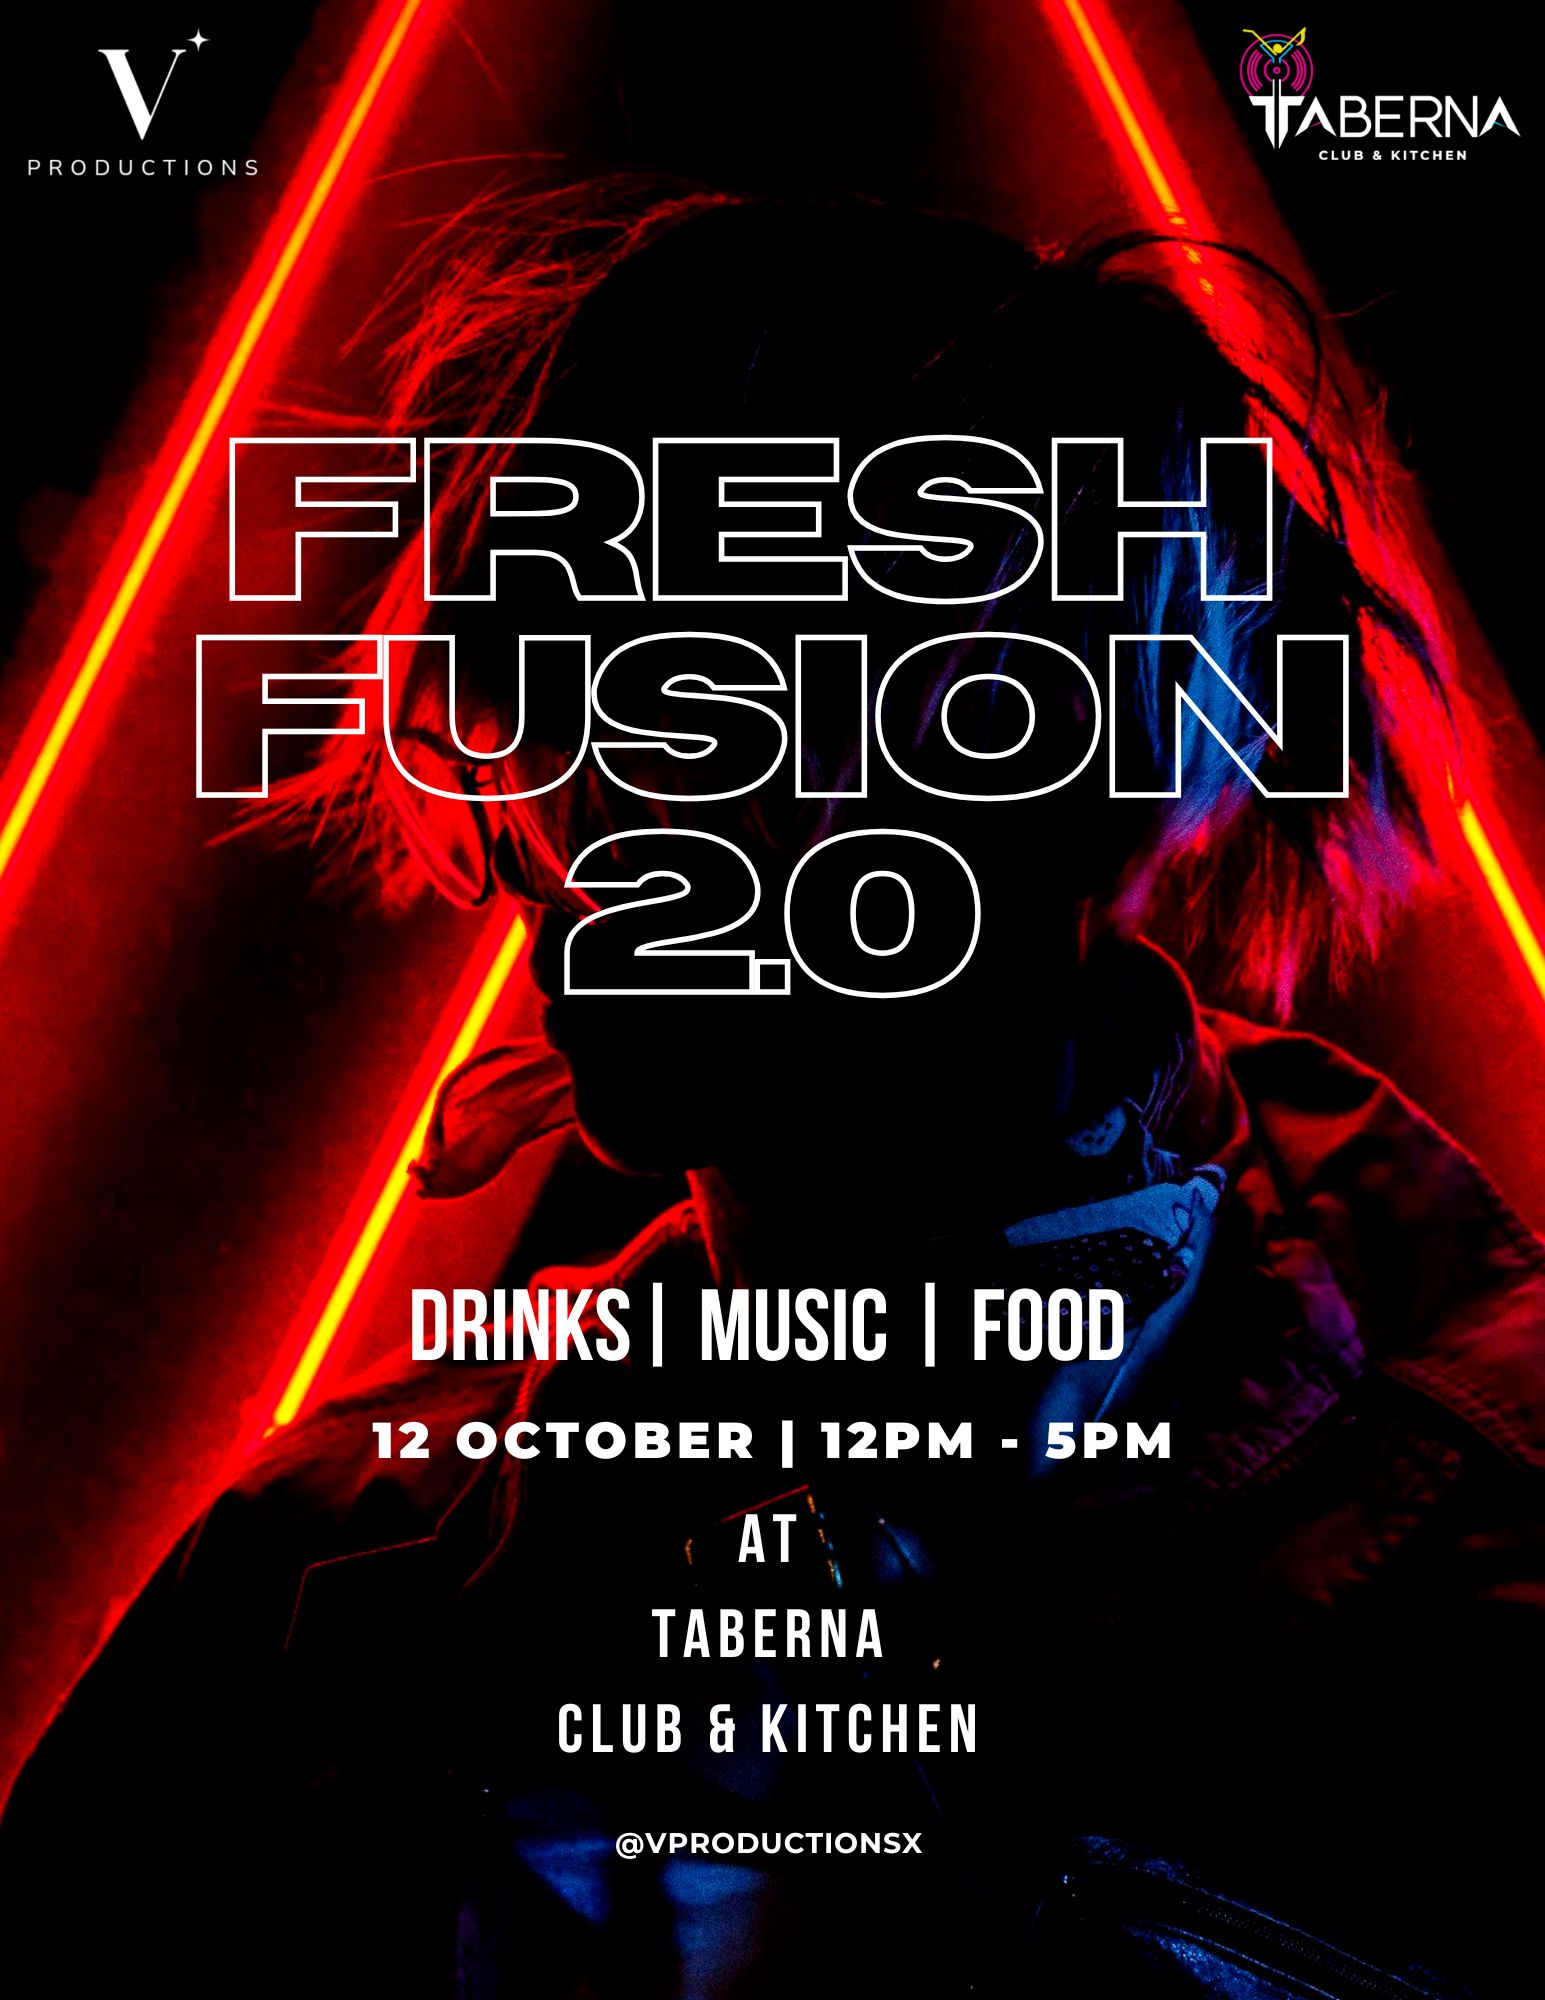 V
PRODUCTIONS
TABERNA
CLUB & KITCHEN
FRESH
FUSION
2.0
DRINKS| MUSIC | FOOD
12 OCTOBER | 12PM - 5PM
AT
TABERNA
CLUB & KITCHEN
@VPRODUCTIONSX